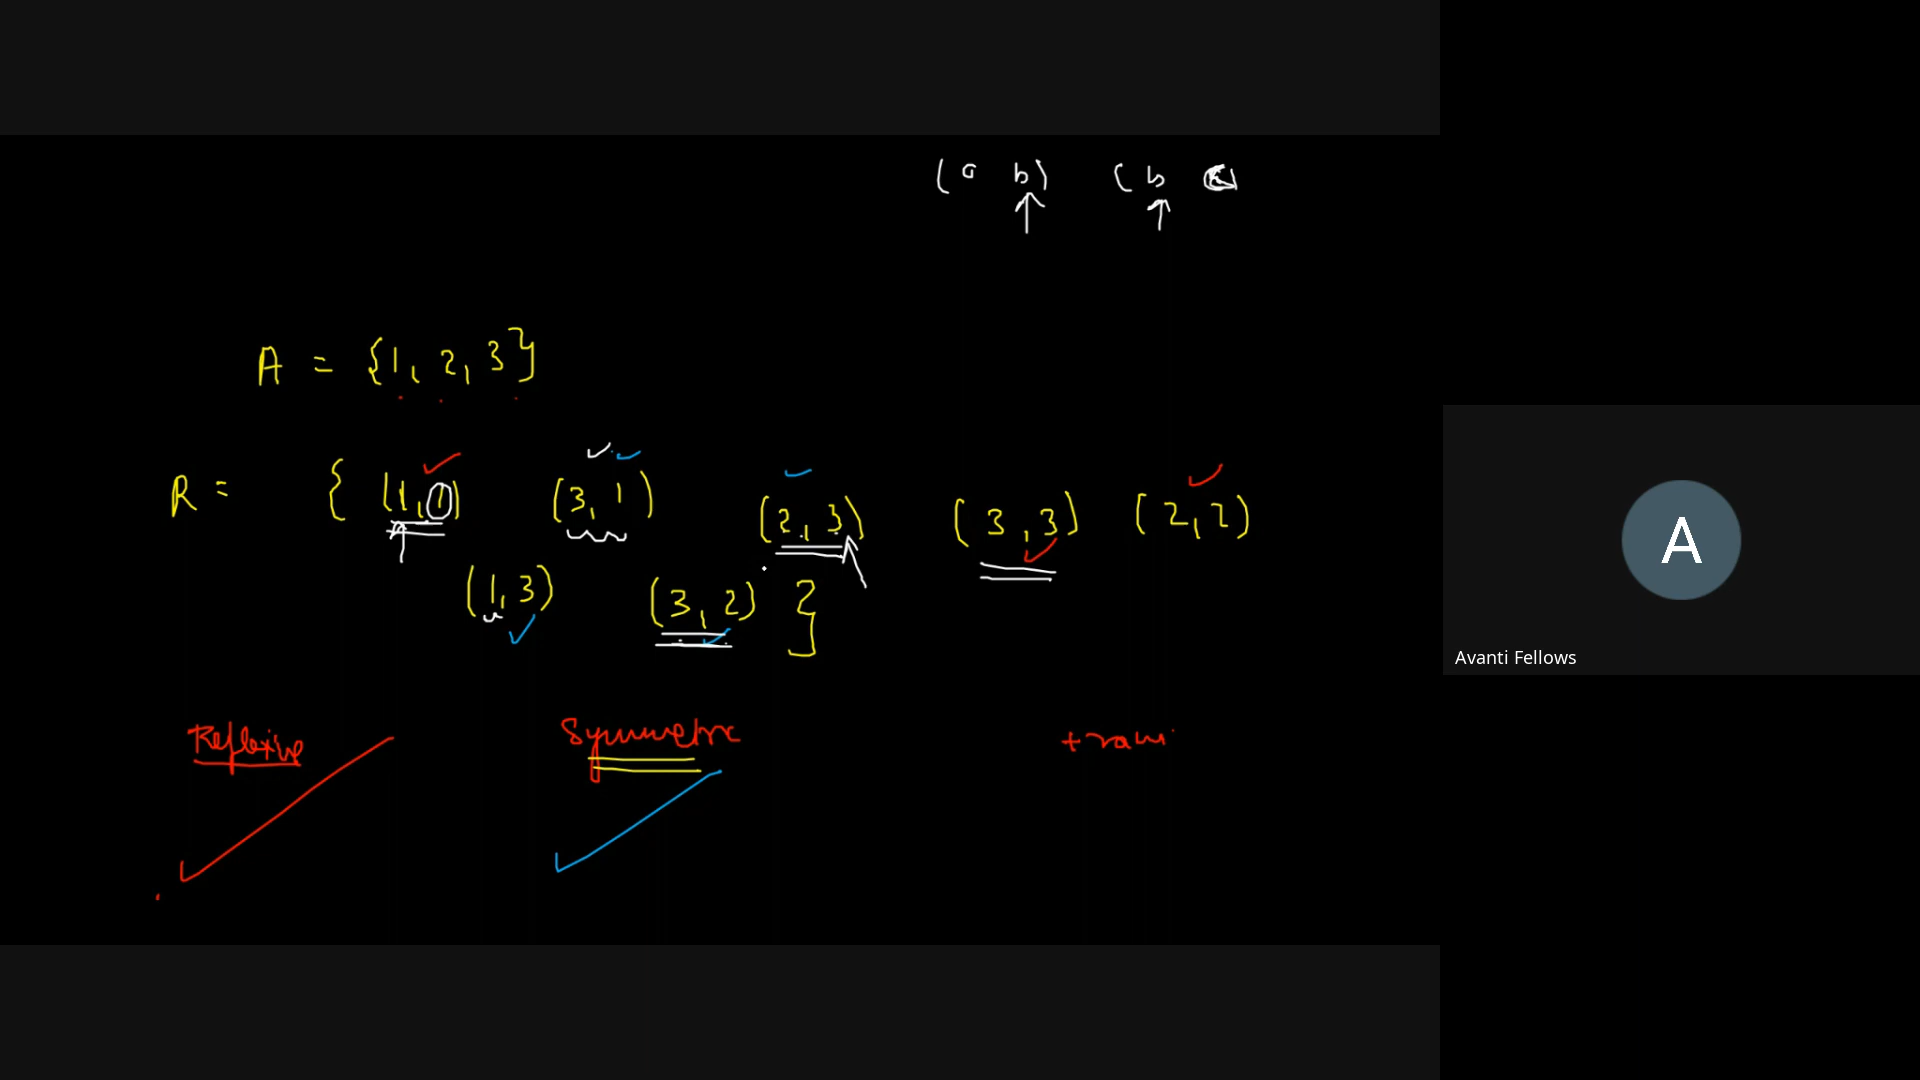 (a b) (b c)
A = {1, 2, 3}
R = { (1,1) (3,1) (2,3) (3,3) (2,2)
(1,3) (3,2) }
Reflexive Symmetric trans
A
Avanti Fellows